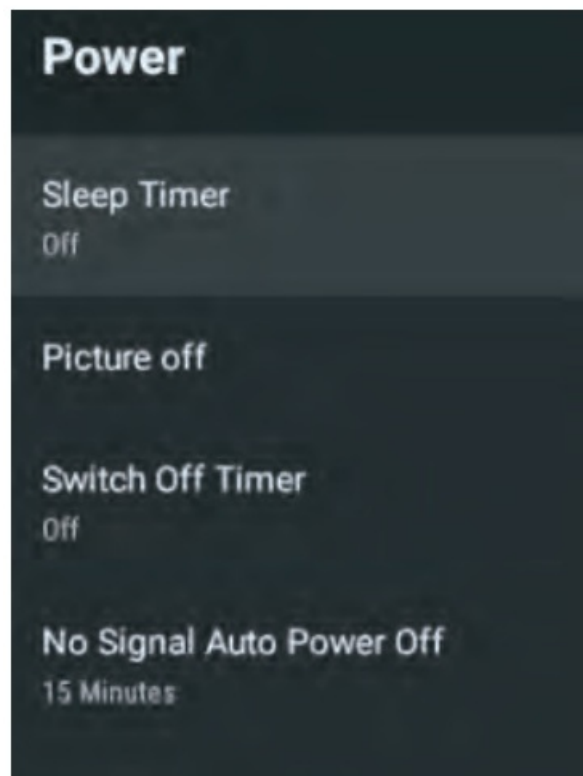 Power
Sleep Timer
Off
Picture off
Switch Off Timer
Off
No Signal Auto Power Off
15 Minutes